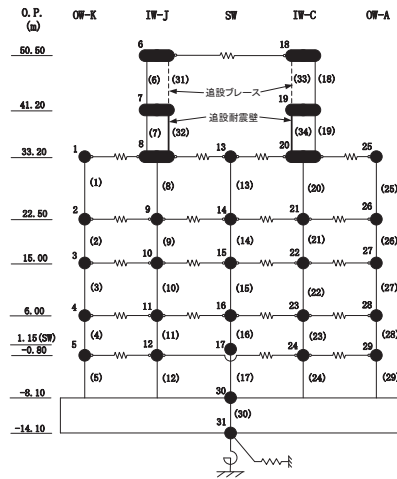 O.P.
(m)
OW-K IW-J SW IW-C OW-A
50.50 6 18
(6) (31) (33) (18)
追設ブレース
41.20 7 19
追設耐震壁
(7) (32) (34) (19)
33.20 1 8 13 20 25
(1) (8) (13) (20) (25)
22.50 2 9 14 21 26
(2) (9) (14) (21) (26)
15.00 3 10 15 22 27
(3) (10) (15) (22) (27)
6.00 4 11 16 23 28
(4) (11) (16) (23) (28)
1.15(SW) 17
-0.80 5 12 24 29
(5) (12) (17) (24) (29)
-8.10 30
(30)
-14.10 31